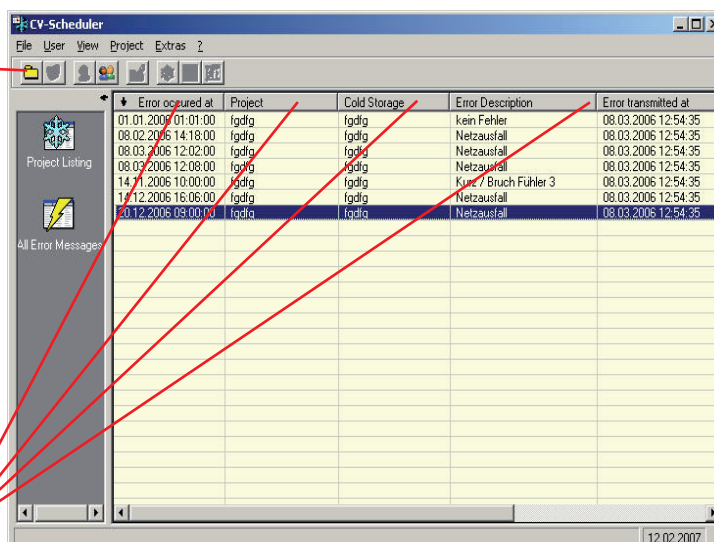 CV-Scheduler
File User View Project Extras ?
Error occured at Project Cold Storage Error Description Error transmitted at
01.01.2006 01:01:00 fgdfg fgdfg kein Fehler 08.03.2006 12:54:35
08.02.2006 14:18:00 fgdfg fgdfg Netzausfall 08.03.2006 12:54:35
08.03.2006 12:02:00 fgdfg fgdfg Netzausfall 08.03.2006 12:54:35
08.03.2006 12:08:00 fgdfg fgdfg Netzausfall 08.03.2006 12:54:35
14.11.2006 10:00:00 fgdfg fgdfg Kurz / Bruch Fühler 3 08.03.2006 12:54:35
14.12.2006 16:06:00 fgdfg fgdfg Netzausfall 08.03.2006 12:54:35
20.12.2006 09:00:00 fgdfg fgdfg Netzausfall 08.03.2006 12:54:35
Project Listing
All Error Messages
12.02.2007